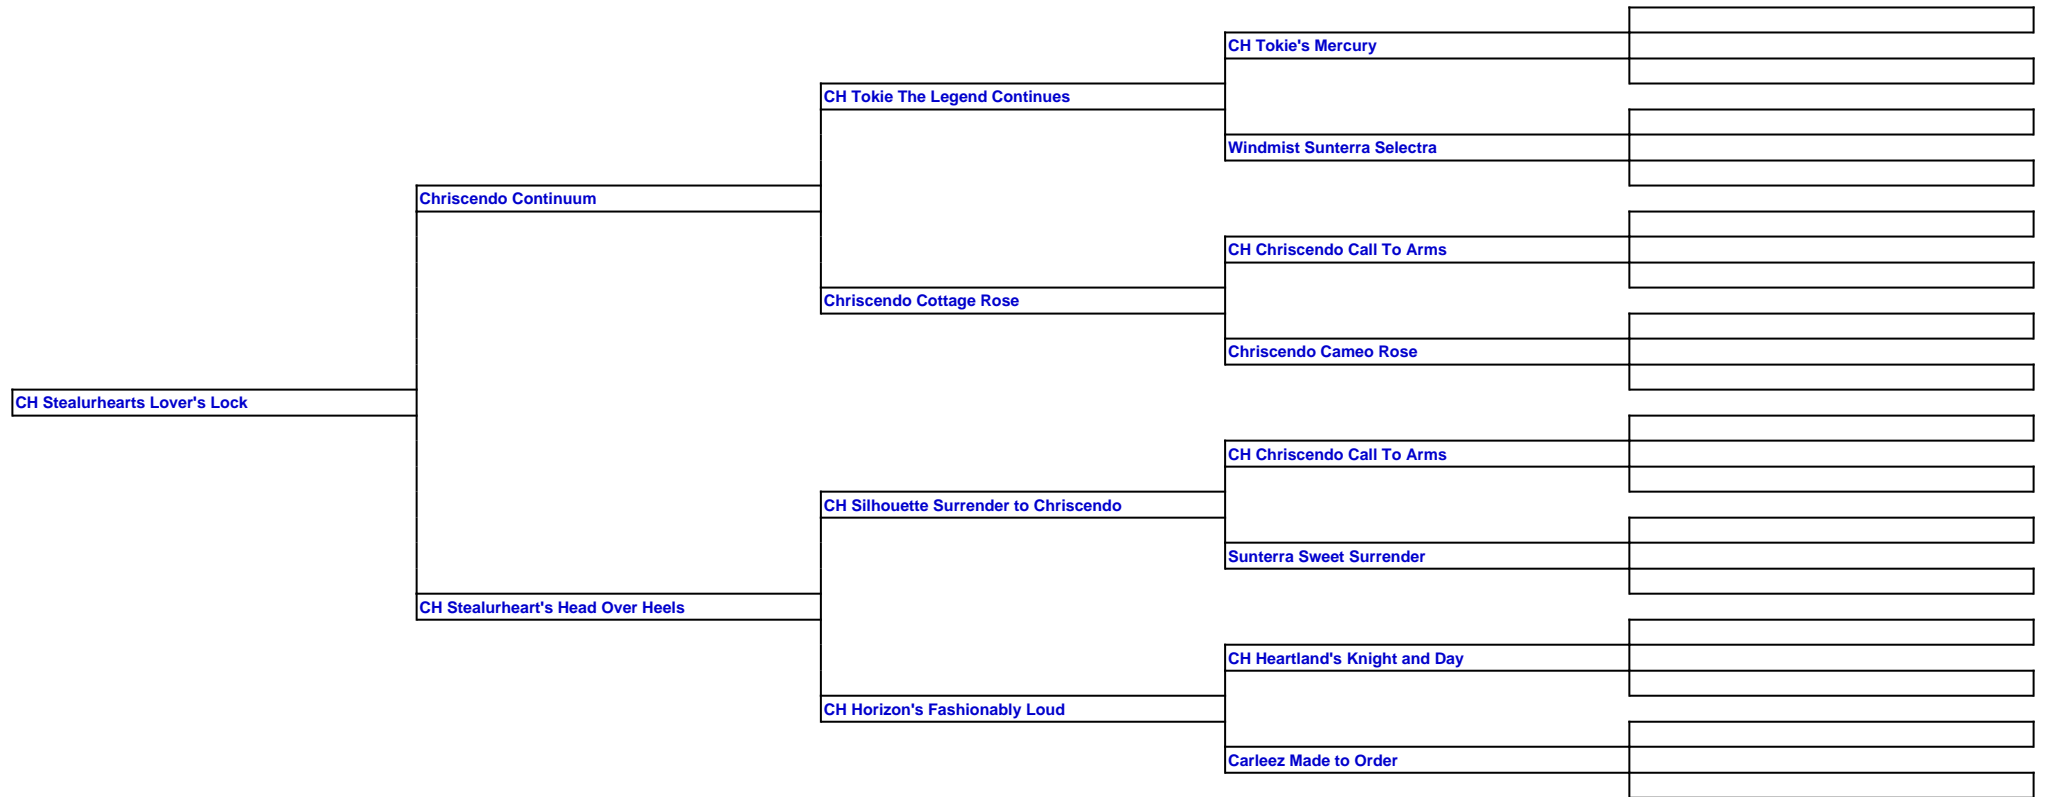 CH Tokie's Mercury
CH Tokie The Legend Continues
Windmist Sunterra Selectra
Chriscendo Continuum
CH Chriscendo Call To Arms
Chriscendo Cottage Rose
Chriscendo Cameo Rose
CH Stealurhearts Lover's Lock
CH Chriscendo Call To Arms
CH Silhouette Surrender to Chriscendo
Sunterra Sweet Surrender
CH Stealurheart's Head Over Heels
CH Heartland's Knight and Day
CH Horizon's Fashionably Loud
Carleez Made to Order